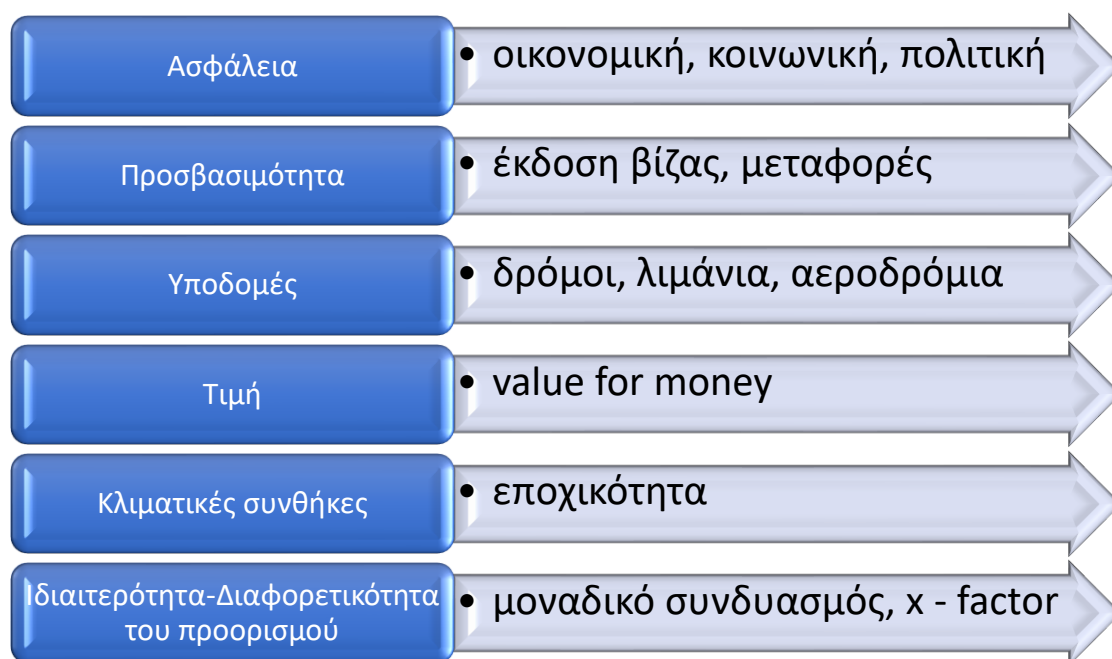 Ασφάλεια
• οικονομική, κοινωνική, πολιτική
Προσβασιμότητα
• έκδοση βίζας, μεταφορές
Υποδομές
• δρόμοι, λιμάνια, αεροδρόμια
Τιμή
• value for money
Κλιματικές συνθήκες
• εποχικότητα
Ιδιαιτερότητα-Διαφορετικότητα
του προορισμού
• μοναδικό συνδυασμός, x - factor